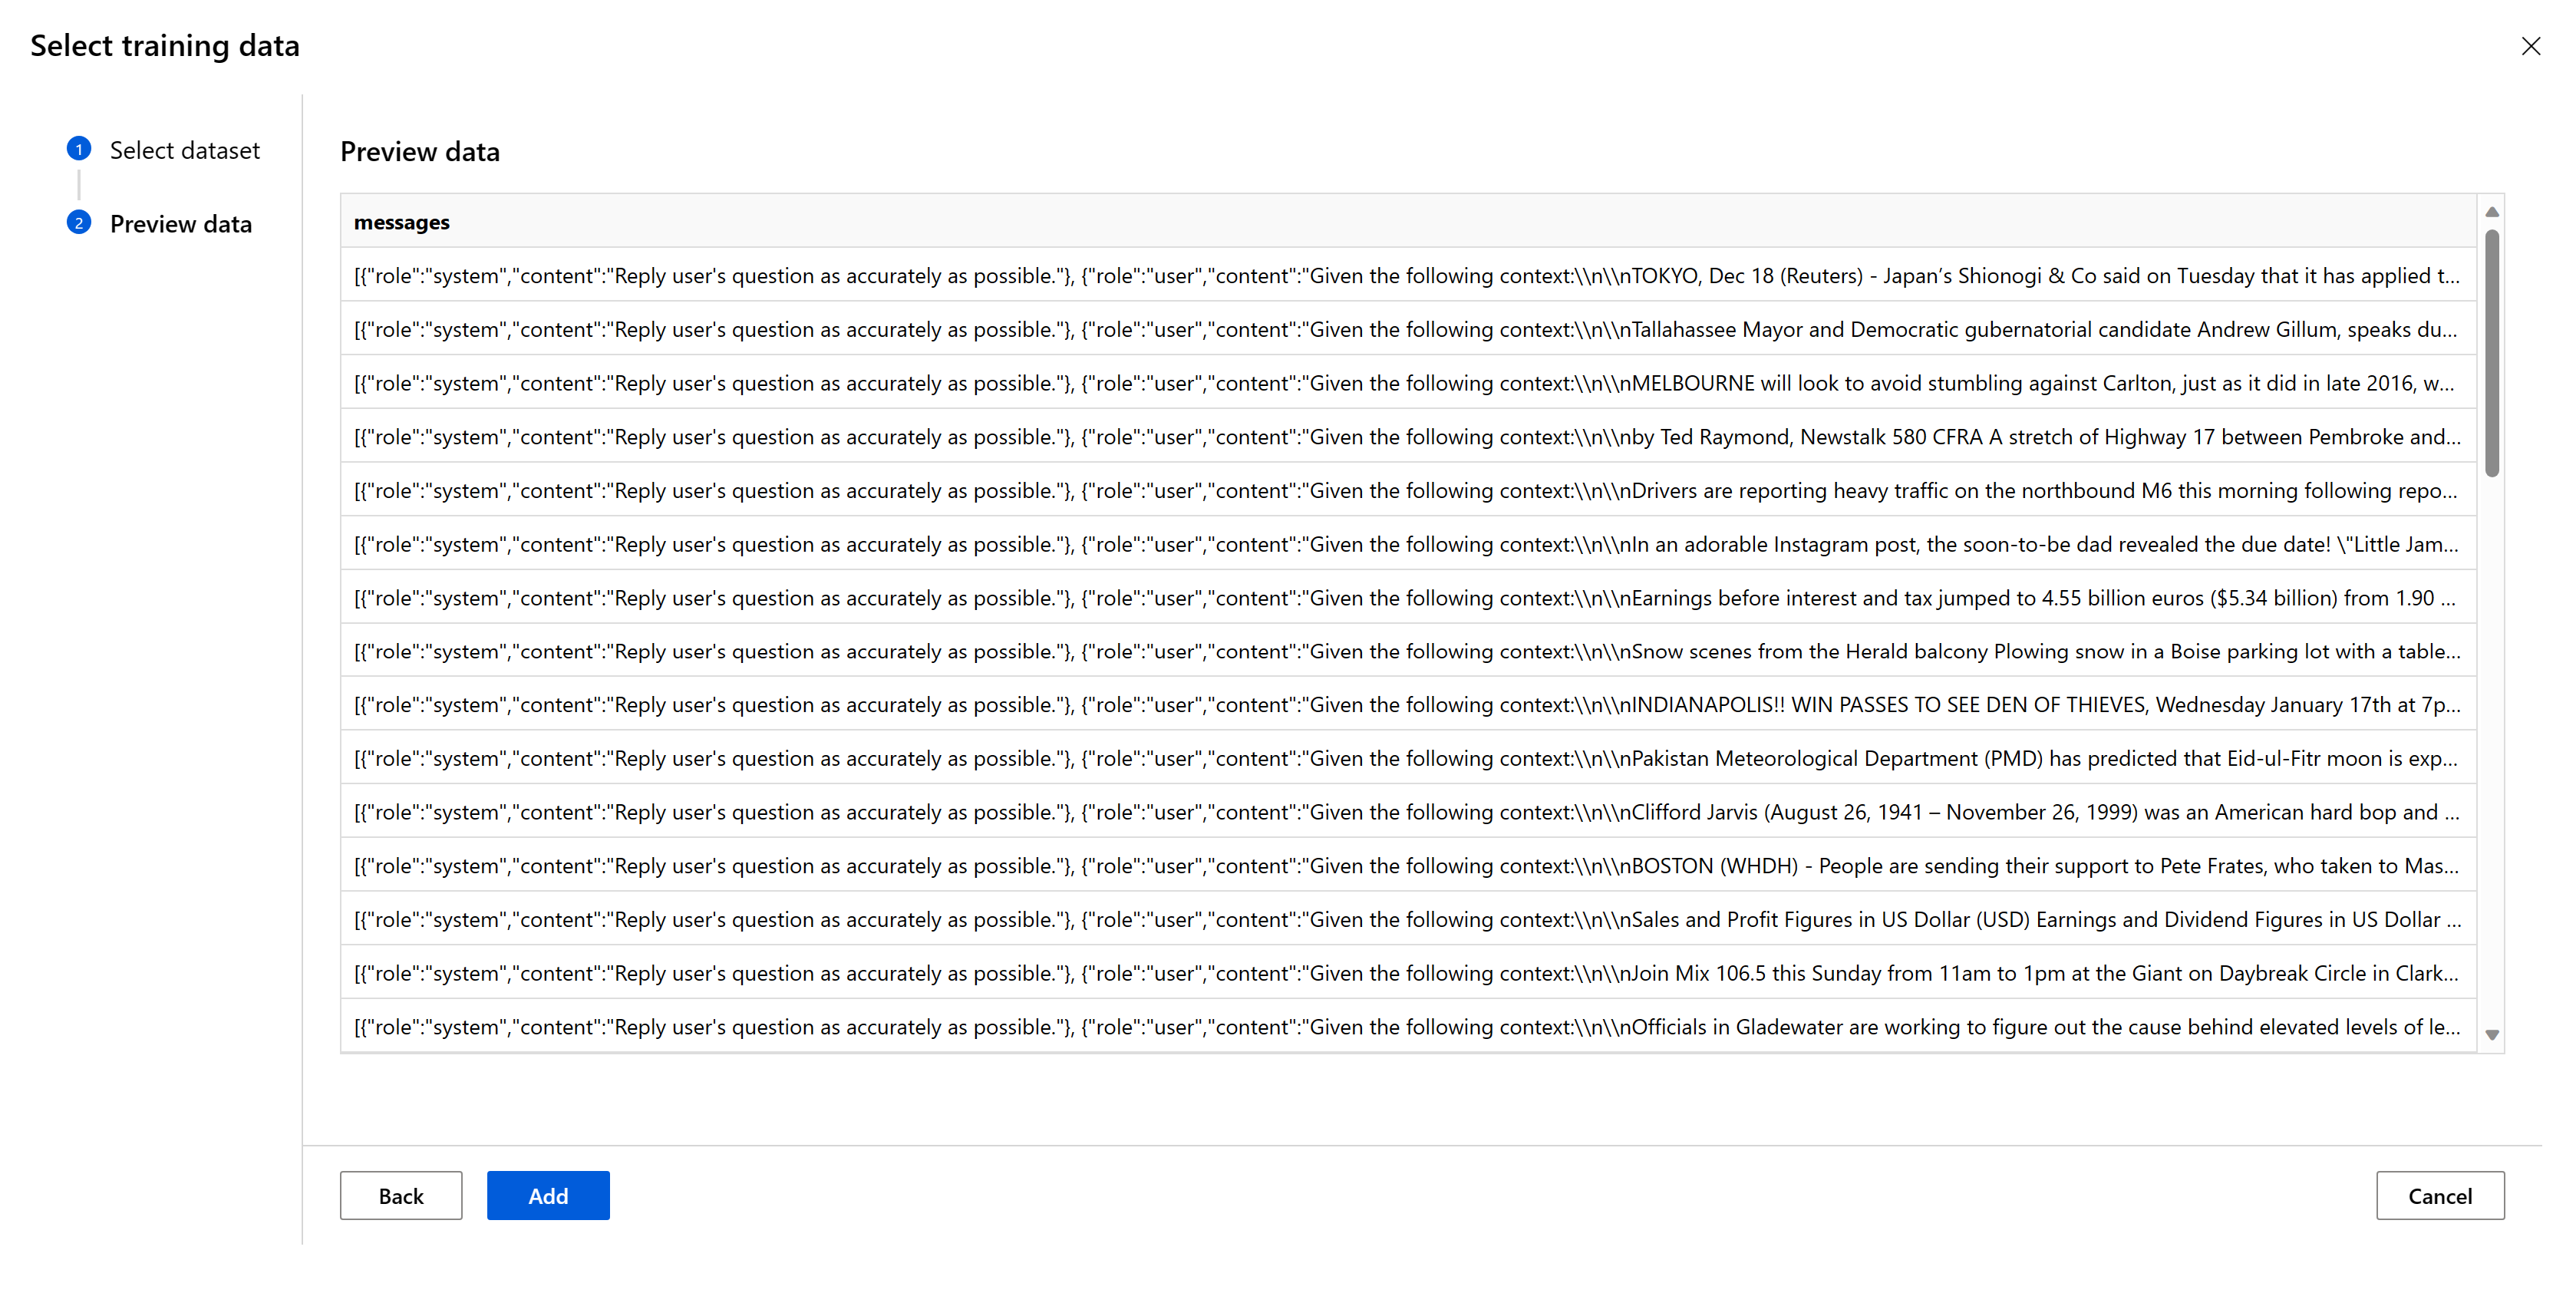 Select training data
1 Select dataset
2 Preview data
Preview data
messages
[{"role":"system","content":"Reply user's question as accurately as possible."}, {"role":"user","content":"Given the following context:\\n\\nTOKYO, Dec 18 (Reuters) - Japan’s Shionogi & Co said on Tuesday that it has applied t...
[{"role":"system","content":"Reply user's question as accurately as possible."}, {"role":"user","content":"Given the following context:\\n\\nTallahassee Mayor and Democratic gubernatorial candidate Andrew Gillum, speaks du...
[{"role":"system","content":"Reply user's question as accurately as possible."}, {"role":"user","content":"Given the following context:\\n\\nMELBOURNE will look to avoid stumbling against Carlton, just as it did in late 2016, w...
[{"role":"system","content":"Reply user's question as accurately as possible."}, {"role":"user","content":"Given the following context:\\n\\nby Ted Raymond, Newstalk 580 CFRA A stretch of Highway 17 between Pembroke and...
[{"role":"system","content":"Reply user's question as accurately as possible."}, {"role":"user","content":"Given the following context:\\n\\nDrivers are reporting heavy traffic on the northbound M6 this morning following repo...
[{"role":"system","content":"Reply user's question as accurately as possible."}, {"role":"user","content":"Given the following context:\\n\\nIn an adorable Instagram post, the soon-to-be dad revealed the due date! \"Little Jam...
[{"role":"system","content":"Reply user's question as accurately as possible."}, {"role":"user","content":"Given the following context:\\n\\nEarnings before interest and tax jumped to 4.55 billion euros ($5.34 billion) from 1.90 ...
[{"role":"system","content":"Reply user's question as accurately as possible."}, {"role":"user","content":"Given the following context:\\n\\nSnow scenes from the Herald balcony Plowing snow in a Boise parking lot with a table...
[{"role":"system","content":"Reply user's question as accurately as possible."}, {"role":"user","content":"Given the following context:\\n\\nINDIANAPOLIS!! WIN PASSES TO SEE DEN OF THIEVES, Wednesday January 17th at 7p...
[{"role":"system","content":"Reply user's question as accurately as possible."}, {"role":"user","content":"Given the following context:\\n\\nPakistan Meteorological Department (PMD) has predicted that Eid-ul-Fitr moon is exp...
[{"role":"system","content":"Reply user's question as accurately as possible."}, {"role":"user","content":"Given the following context:\\n\\nClifford Jarvis (August 26, 1941 – November 26, 1999) was an American hard bop and ...
[{"role":"system","content":"Reply user's question as accurately as possible."}, {"role":"user","content":"Given the following context:\\n\\nBOSTON (WHDH) - People are sending their support to Pete Frates, who taken to Mas...
[{"role":"system","content":"Reply user's question as accurately as possible."}, {"role":"user","content":"Given the following context:\\n\\nSales and Profit Figures in US Dollar (USD) Earnings and Dividend Figures in US Dollar ...
[{"role":"system","content":"Reply user's question as accurately as possible."}, {"role":"user","content":"Given the following context:\\n\\nJoin Mix 106.5 this Sunday from 11am to 1pm at the Giant on Daybreak Circle in Clark...
[{"role":"system","content":"Reply user's question as accurately as possible."}, {"role":"user","content":"Given the following context:\\n\\nOfficials in Gladewater are working to figure out the cause behind elevated levels of le...
Back
Add
Cancel